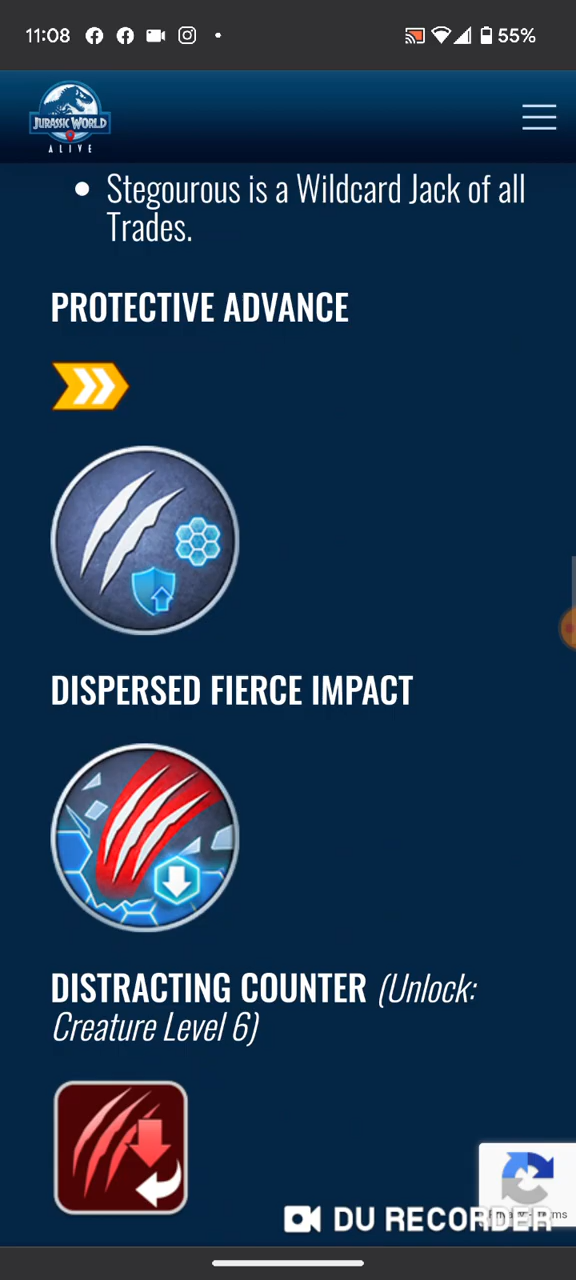 11:08
55%
JURASSIC WORLD
ALIVE
Stegourous is a Wildcard Jack of all
Trades.
PROTECTIVE ADVANCE
DISPERSED FIERCE IMPACT
DISTRACTING COUNTER (Unlock:
Creature Level 6)
DU RECORDER